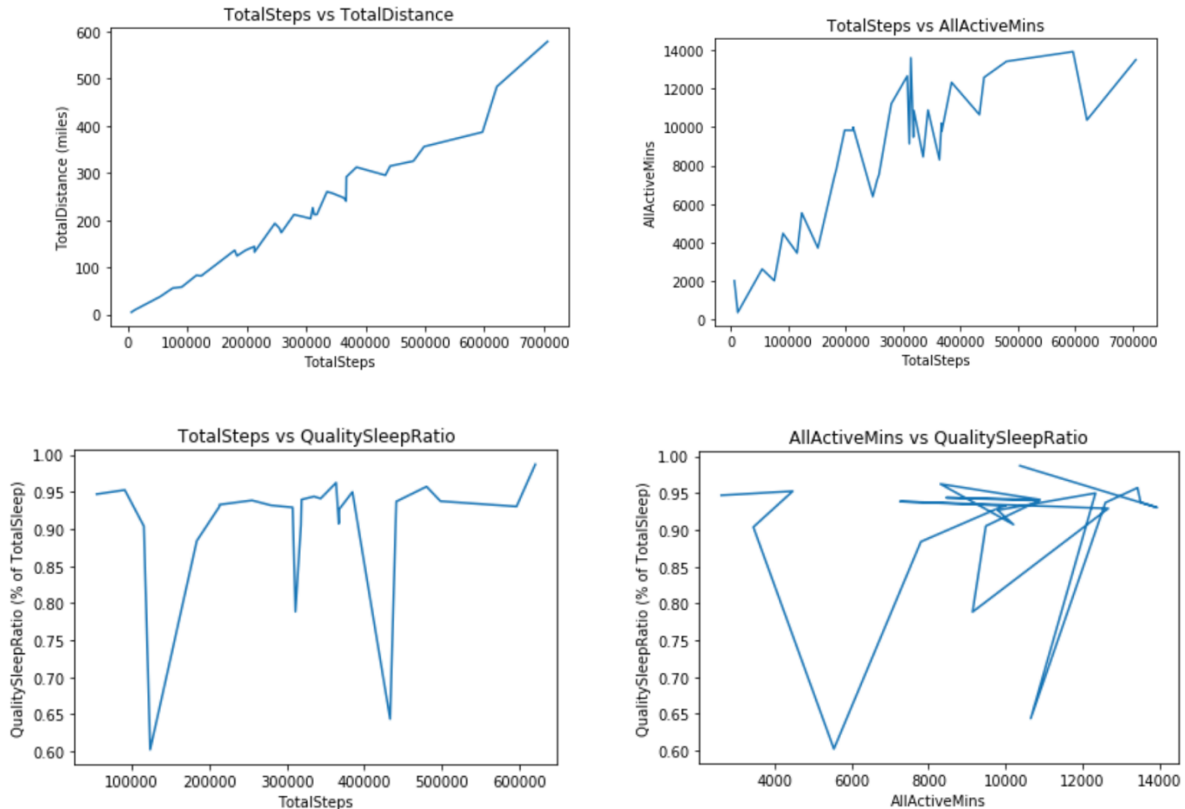 TotalSteps vs TotalDistance
600
500
400
300
200
100
0
TotalDistance (miles)
0 100000 200000 300000 400000 500000 600000 700000
TotalSteps
TotalSteps vs AllActiveMins
14000
12000
10000
8000
6000
4000
2000
0
AllActiveMins
0 100000 200000 300000 400000 500000 600000 700000
TotalSteps
TotalSteps vs QualitySleepRatio
1.00
0.95
0.90
0.85
0.80
0.75
0.70
0.65
0.60
QualitySleepRatio (% of TotalSleep)
100000 200000 300000 400000 500000 600000
TotalSteps
AllActiveMins vs QualitySleepRatio
1.00
0.95
0.90
0.85
0.80
0.75
0.70
0.65
0.60
QualitySleepRatio (% of TotalSleep)
4000 6000 8000 10000 12000 14000
AllActiveMins